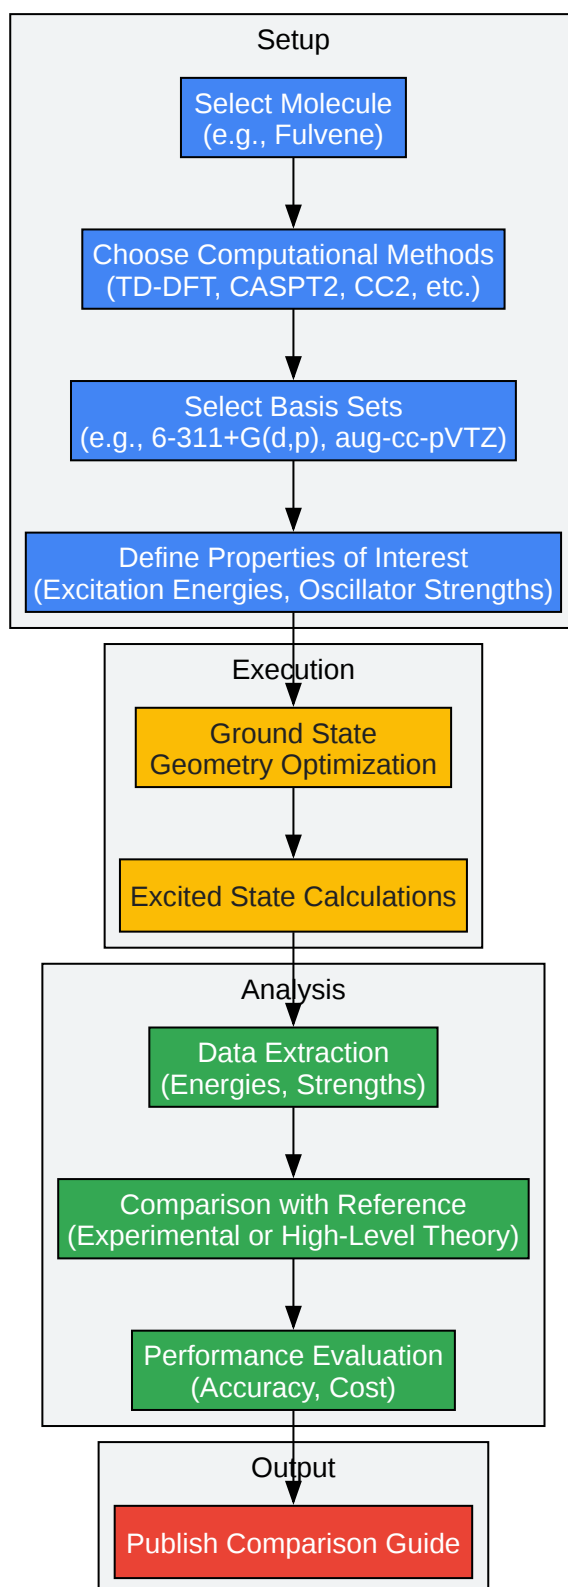 Setup
Select Molecule
(e.g., Fulvene)
Choose Computational Methods
(TD-DFT, CASPT2, CC2, etc.)
Select Basis Sets
(e.g., 6-311+G(d,p), aug-cc-pVTZ)
Define Properties of Interest
(Excitation Energies, Oscillator Strengths)
Execution
Ground State
Geometry Optimization
Excited State Calculations
Analysis
Data Extraction
(Energies, Strengths)
Comparison with Reference
(Experimental or High-Level Theory)
Performance Evaluation
(Accuracy, Cost)
Output
Publish Comparison Guide